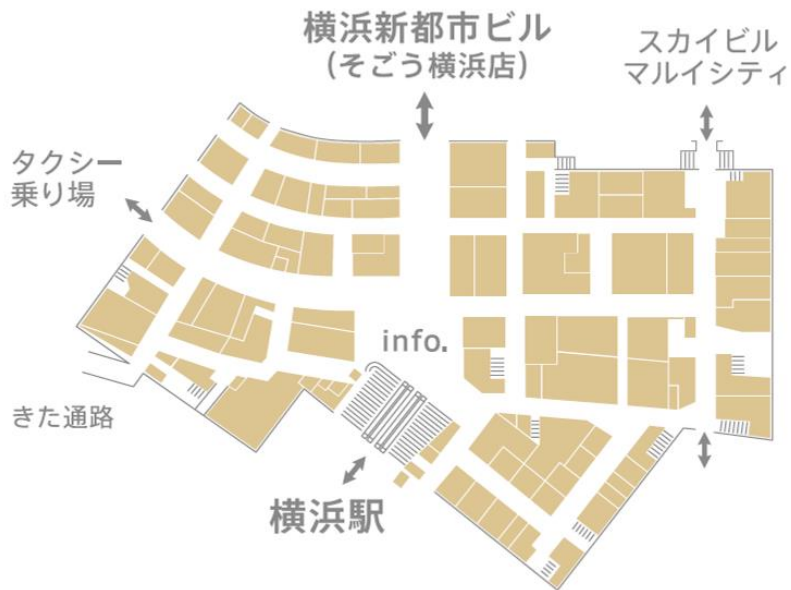 横浜新都市ビル
(そごう横浜店)
スカイビル
マルイシティ
タクシー
乗り場
info.
きた通路
横浜駅